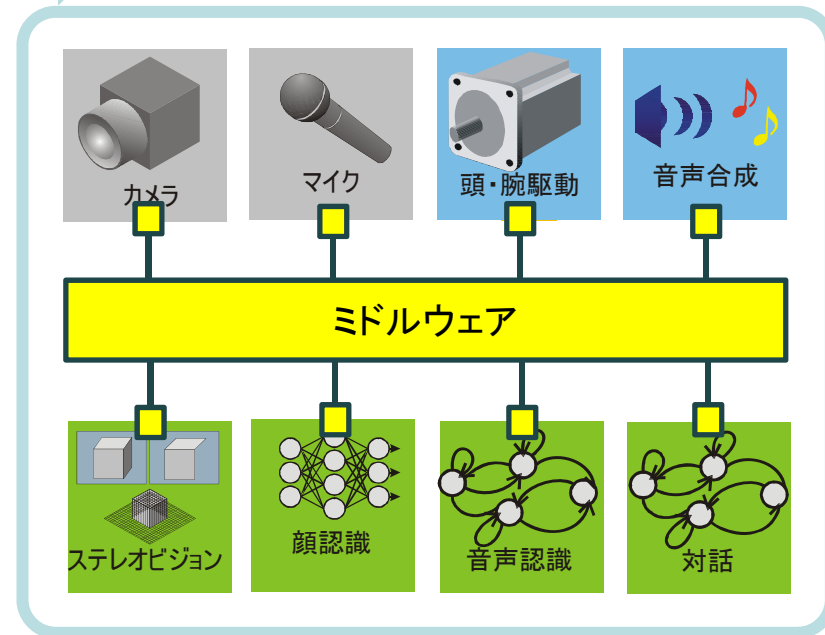 カメラ
マイク
頭・腕駆動
音声合成
ミドルウェア
ステレオビジョン
顔認識
音声認識
対話